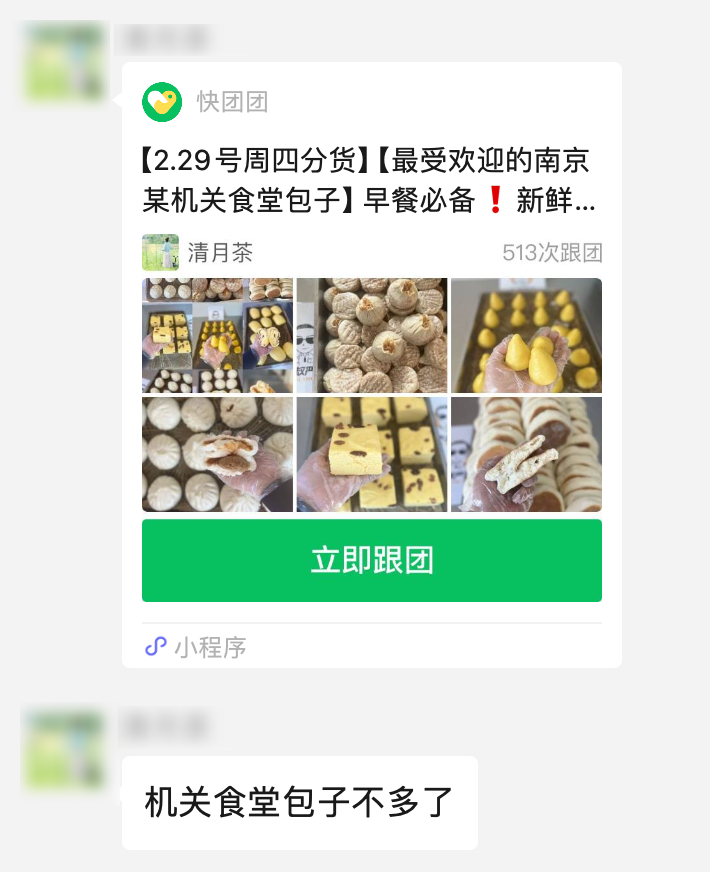 快团团
【2.29号周四分货】【最受欢迎的南京
某机关食堂包子】早餐必备❗新鲜...
清月茶
513次跟团
立即跟团
小程序
机关食堂包子不多了